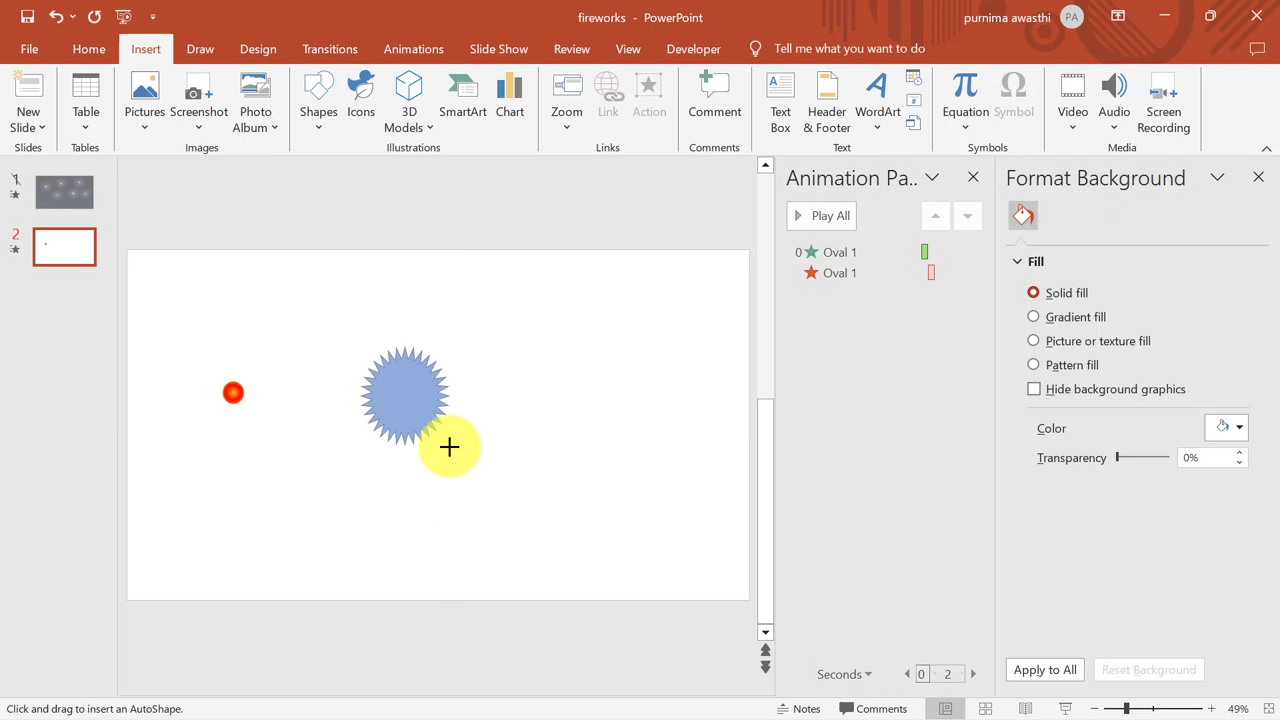 fireworks - PowerPoint
purnima awasthi PA
File Home Insert Draw Design Transitions Animations Slide Show Review View Developer Tell me what you want to do
New Slide
Table
Pictures
Screenshot
Photo Album
Shapes
Icons
3D Models
SmartArt
Chart
Zoom
Link
Action
Comment
Text Box
Header & Footer
WordArt
Equation
Symbol
Video
Audio
Screen Recording
Slides Tables Images Illustrations Links Comments Text Symbols Media
1
2
Animation Pa..
Play All
0 Oval 1
Oval 1
Seconds 0 2
Format Background
Fill
Solid fill
Gradient fill
Picture or texture fill
Pattern fill
Hide background graphics
Color
Transparency 0%
Apply to All Reset Background
Click and drag to insert an AutoShape. Notes Comments 49%